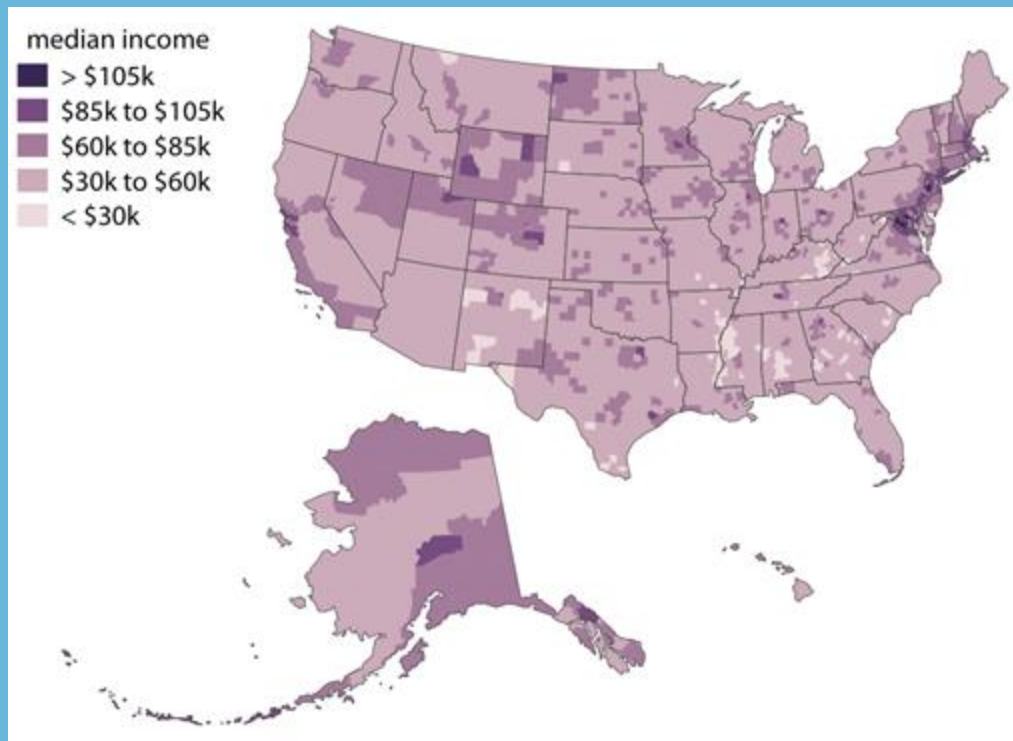 median income
> $105k
$85k to $105k
$60k to $85k
$30k to $60k
< $30k